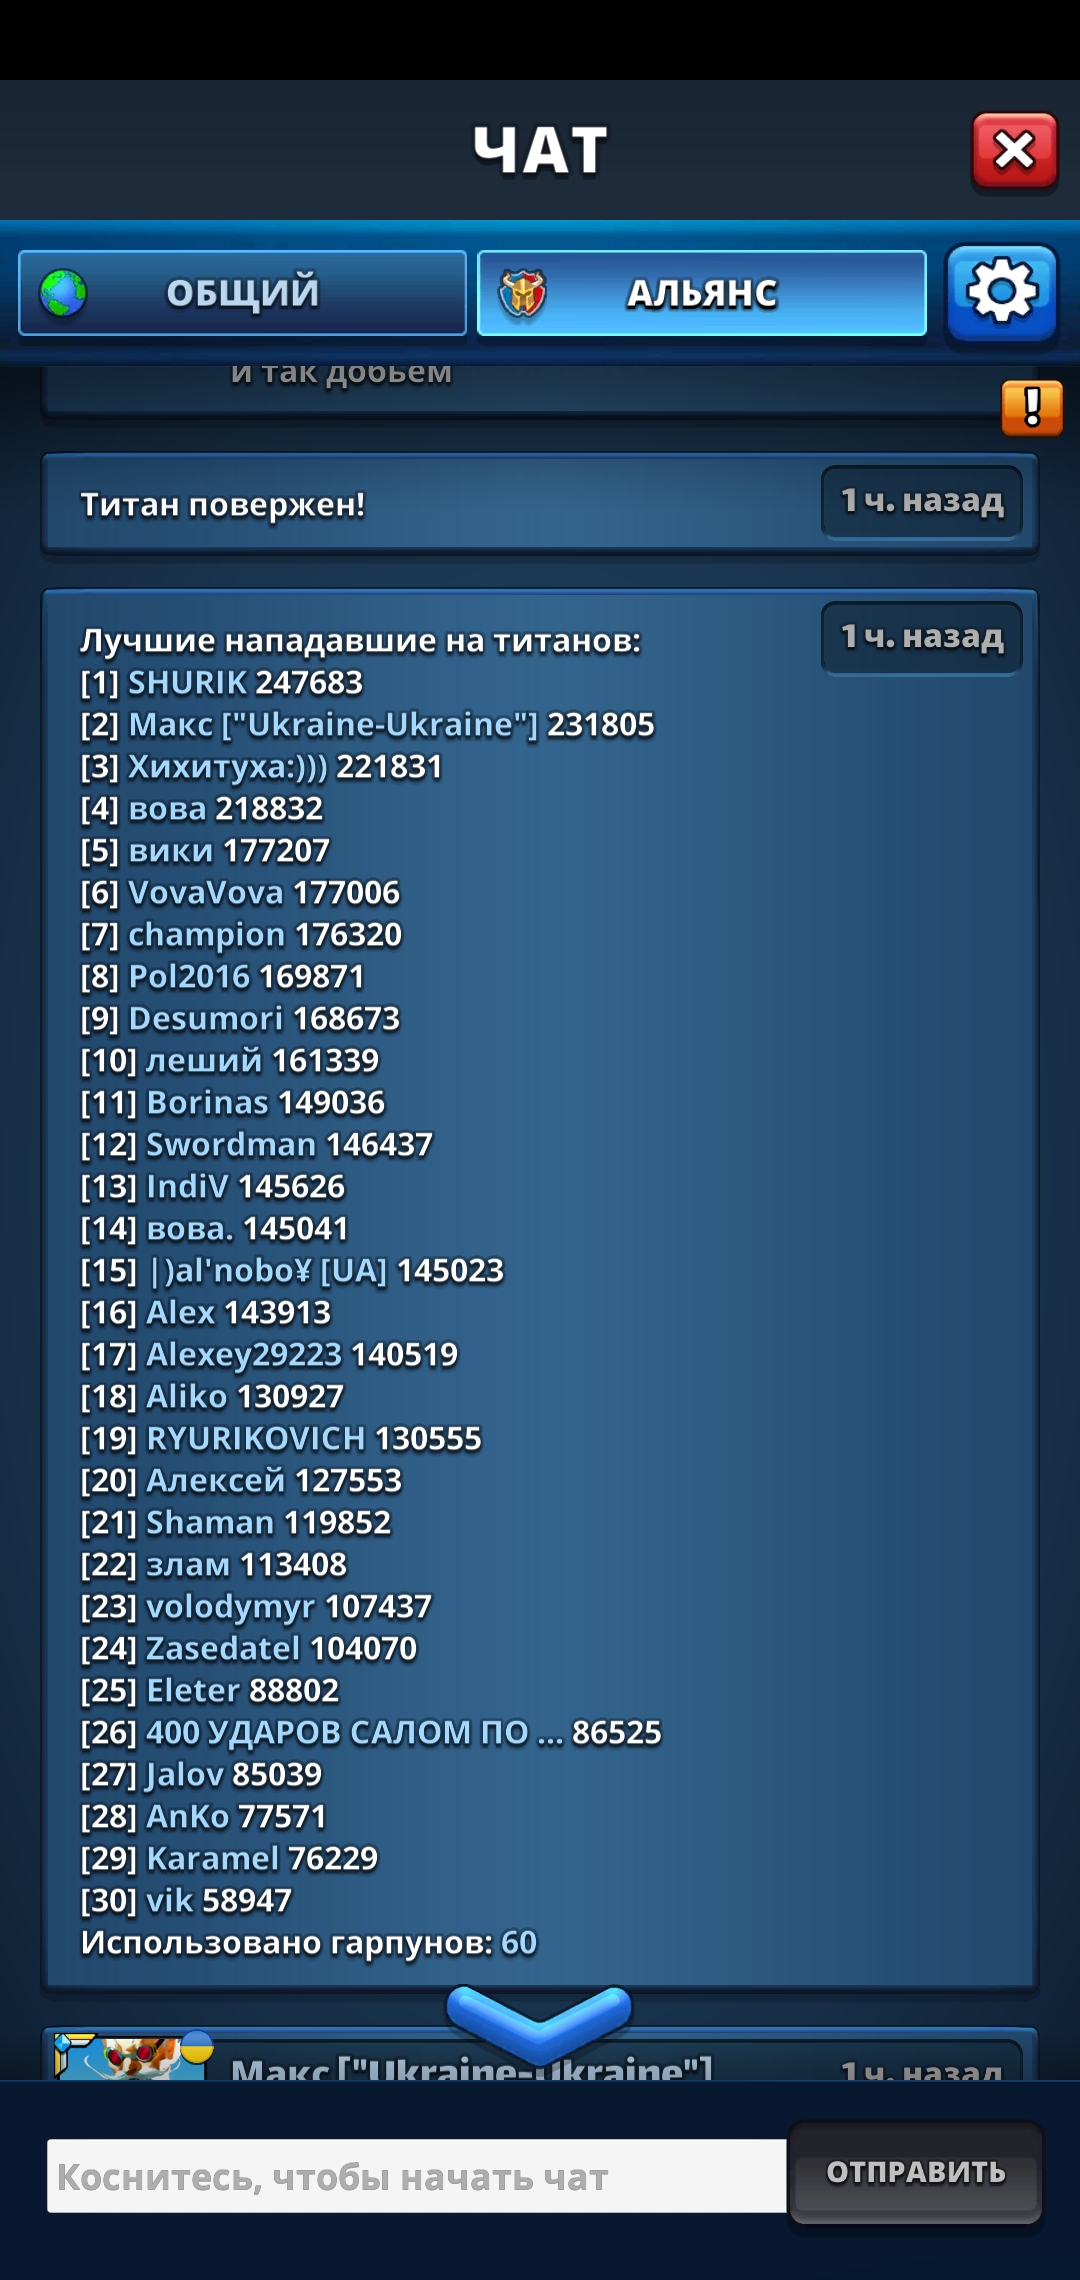 ЧАТ
ОБЩИЙ
АЛЬЯНС
и так добьем
!
Титан повержен!
1 ч. назад
Лучшие нападавшие на титанов:
1 ч. назад
[1] SHURIK 247683
[2] Макс ["Ukraine-Ukraine"] 231805
[3] Хихитуха:))) 221831
[4] вова 218832
[5] вики 177207
[6] VovaVova 177006
[7] champion 176320
[8] Pol2016 169871
[9] Desumori 168673
[10] леший 161339
[11] Borinas 149036
[12] Swordman 146437
[13] IndiV 145626
[14] вова. 145041
[15] |)al'nobo¥ [UA] 145023
[16] Alex 143913
[17] Alexey29223 140519
[18] Aliko 130927
[19] RYURIKOVICH 130555
[20] Алексей 127553
[21] Shaman 119852
[22] злам 113408
[23] volodymyr 107437
[24] Zasedatel 104070
[25] Eleter 88802
[26] 400 УДАРОВ САЛОМ ПО ... 86525
[27] Jalov 85039
[28] AnKo 77571
[29] Karamel 76229
[30] vik 58947
Использовано гарпунов: 60
Макс ["Ukraine-Ukraine"]
1 ч. назад
Коснитесь, чтобы начать чат
ОТПРАВИТЬ